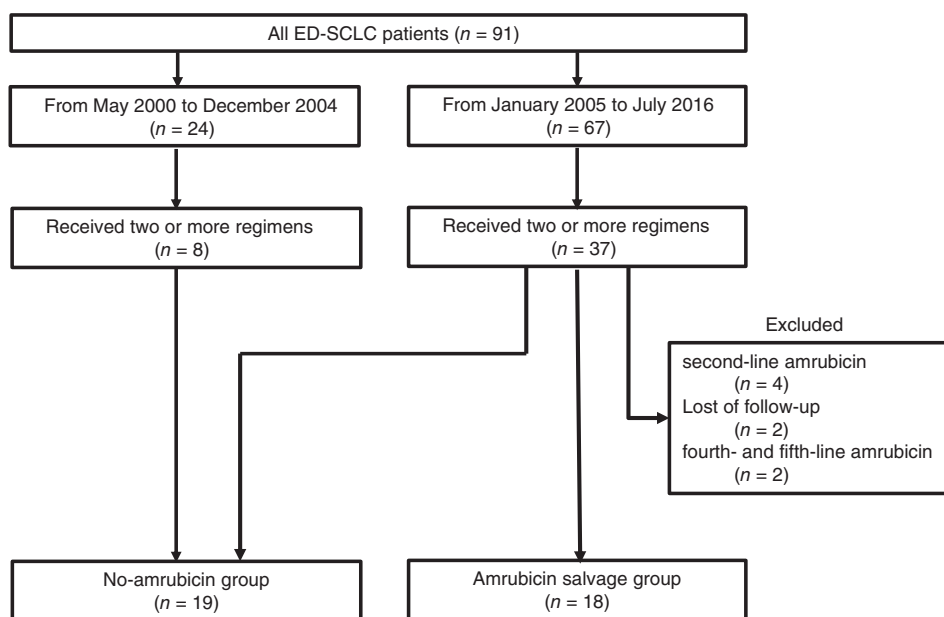 All ED-SCLC patients (n = 91)
From May 2000 to December 2004
(n = 24)
From January 2005 to July 2016
(n = 67)
Received two or more regimens
(n = 8)
Received two or more regimens
(n = 37)
Excluded
second-line amrubicin
(n = 4)
Lost of follow-up
(n = 2)
fourth- and fifth-line amrubicin
(n = 2)
No-amrubicin group
(n = 19)
Amrubicin salvage group
(n = 18)